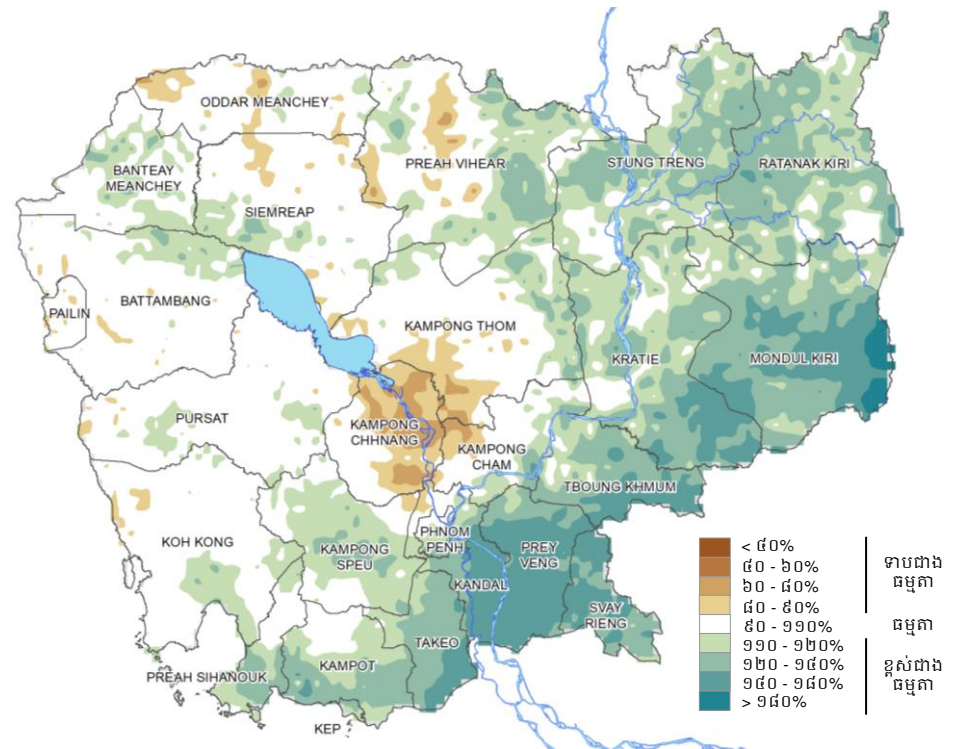 ODDAR MEANCHEY
BANTEAY
MEANCHEY
PREAH VIHEAR
STUNG TRENG
RATANAK KIRI
SIEMREAP
PAILIN
BATTAMBANG
KAMPONG THOM
KRATIE
MONDUL KIRI
PURSAT
KAMPONG
CHHNANG
KAMPONG
CHAM
TBOUNG KHMUM
KOH KONG
KAMPONG
SPEU
PHNOM
PENH
PREY
VENG
KANDAL
SVAY
RIENG
TAKEO
PREAH SIHANOUK
KAMPOT
KEP
< ៤០%
៤០ - ៦០%
៦០ - ៨០%
៨០ - ៩០%
៩០ - ១១០%
១១០ - ១២០%
១២០ - ១៤០%
១៤០ - ១៨០%
> ១៨០%
ទាបជាង
ធម្មតា
ធម្មតា
ខ្ពស់ជាង
ធម្មតា